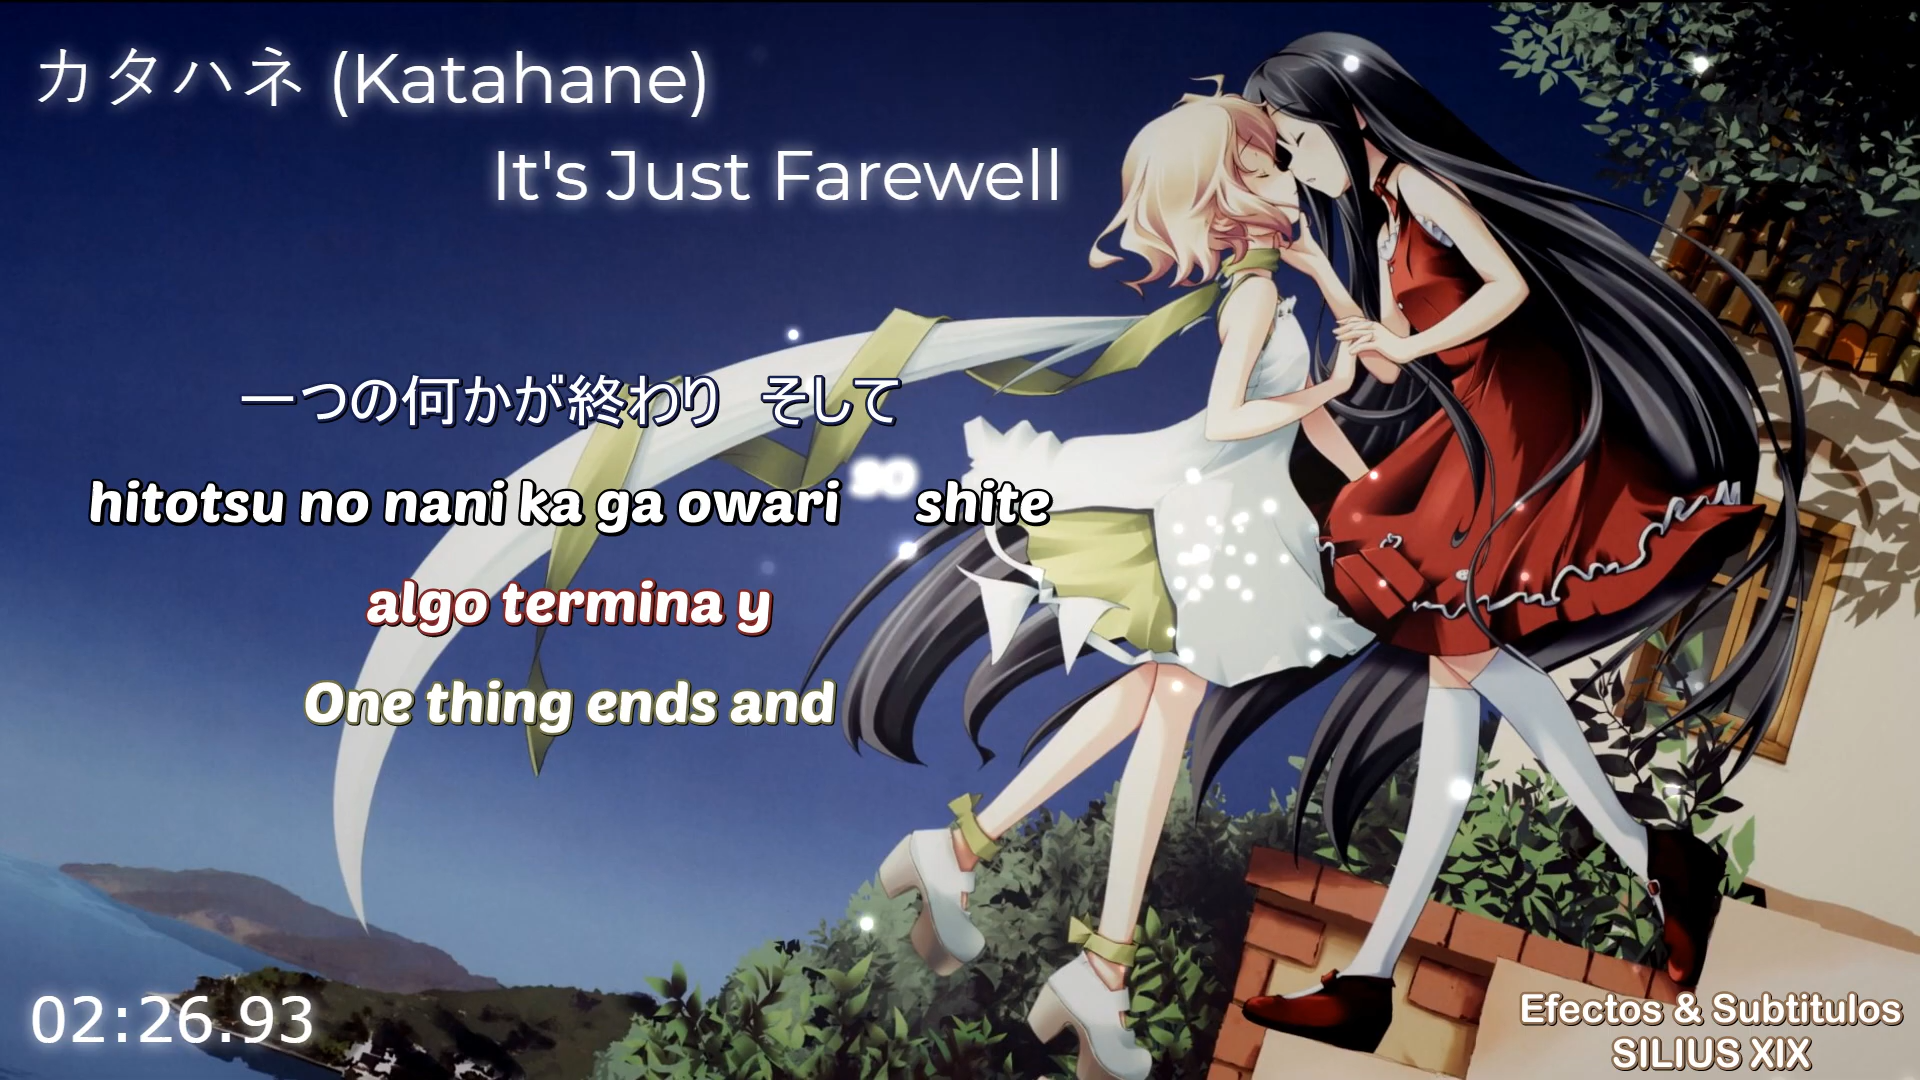 カタハネ (Katahane)
It's Just Farewell
一つの何かが終わり　そして
hitotsu no nani ka ga owari so shite
algo termina y
One thing ends and
02:26.93
Efectos & Subtitulos
SILIUS XIX